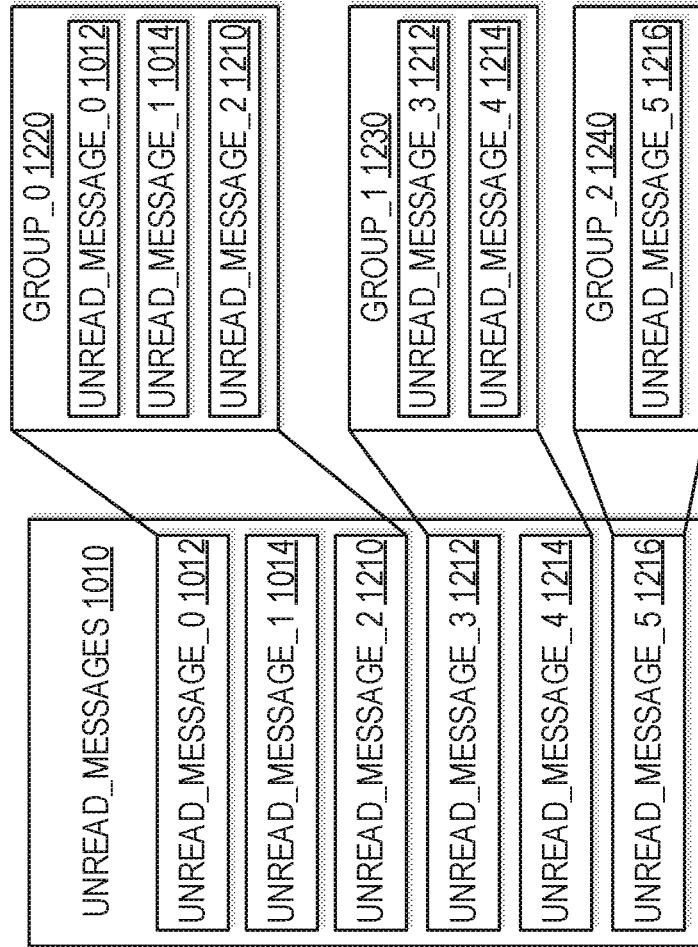 UNREAD_MESSAGES 1010
UNREAD_MESSAGE_0 1012
UNREAD_MESSAGE_1 1014
UNREAD_MESSAGE_2 1210
UNREAD_MESSAGE_3 1212
UNREAD_MESSAGE_4 1214
UNREAD_MESSAGE_5 1216
GROUP_0 1220
UNREAD_MESSAGE_0 1012
UNREAD_MESSAGE_1 1014
UNREAD_MESSAGE_2 1210
GROUP_1 1230
UNREAD_MESSAGE_3 1212
UNREAD_MESSAGE_4 1214
GROUP_2 1240
UNREAD_MESSAGE_5 1216